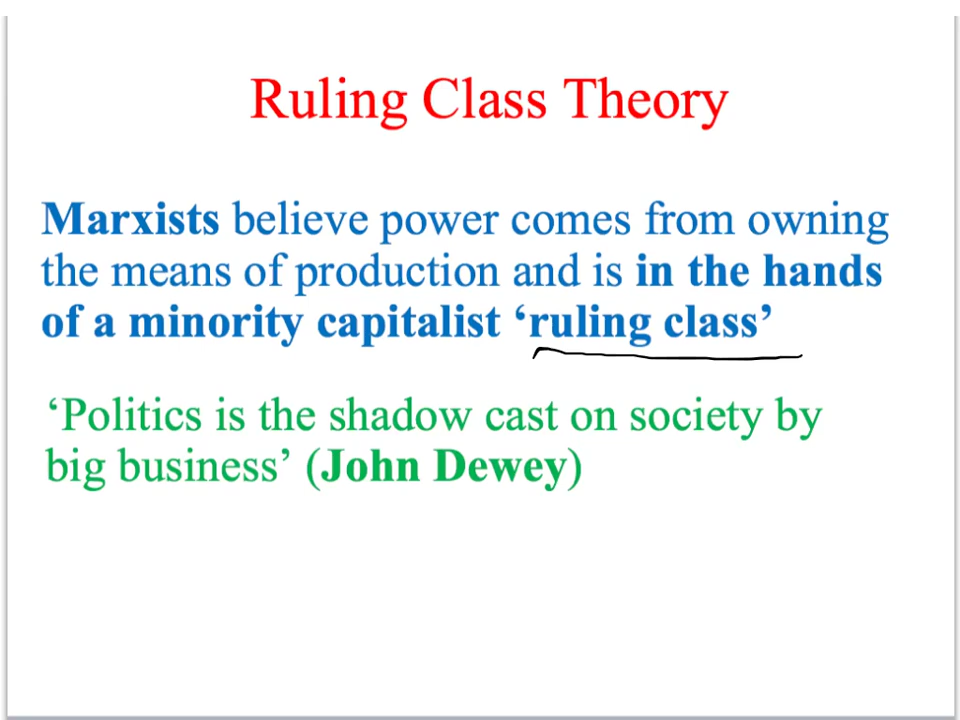 Ruling Class Theory
Marxists believe power comes from owning
the means of production and is in the hands
of a minority capitalist ‘ruling class’
‘Politics is the shadow cast on society by
big business’ (John Dewey)